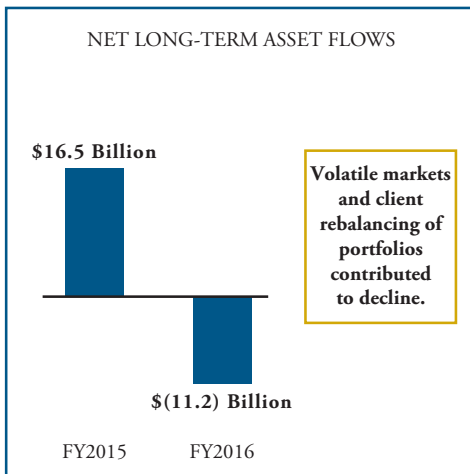 NET LONG-TERM ASSET FLOWS
$16.5 Billion
Volatile markets
and client
rebalancing of
portfolios
contributed
to decline.
$(11.2) Billion
FY2015 FY2016